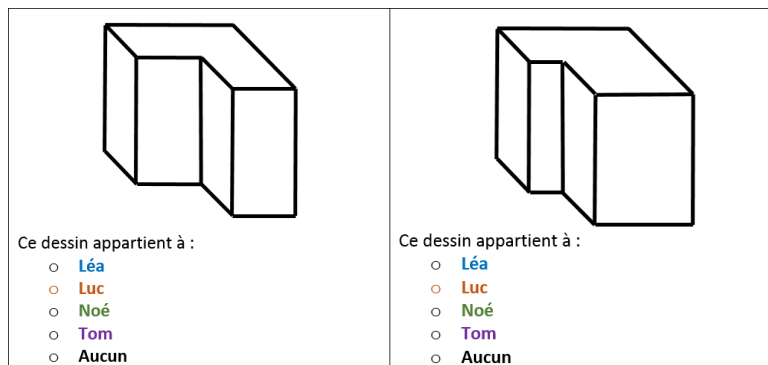 Ce dessin appartient à :
o Léa
o Luc
o Noé
o Tom
o Aucun
Ce dessin appartient à :
o Léa
o Luc
o Noé
o Tom
o Aucun